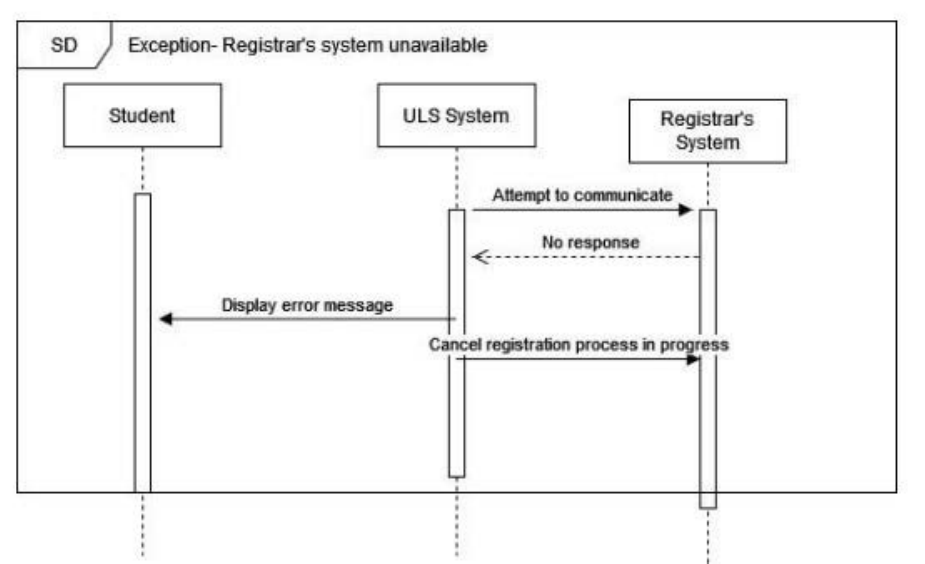 SD
Exception- Registrar's system unavailable
Student
ULS System
Registrar's
System
Attempt to communicate
No response
Display error message
Cancel registration process in progress